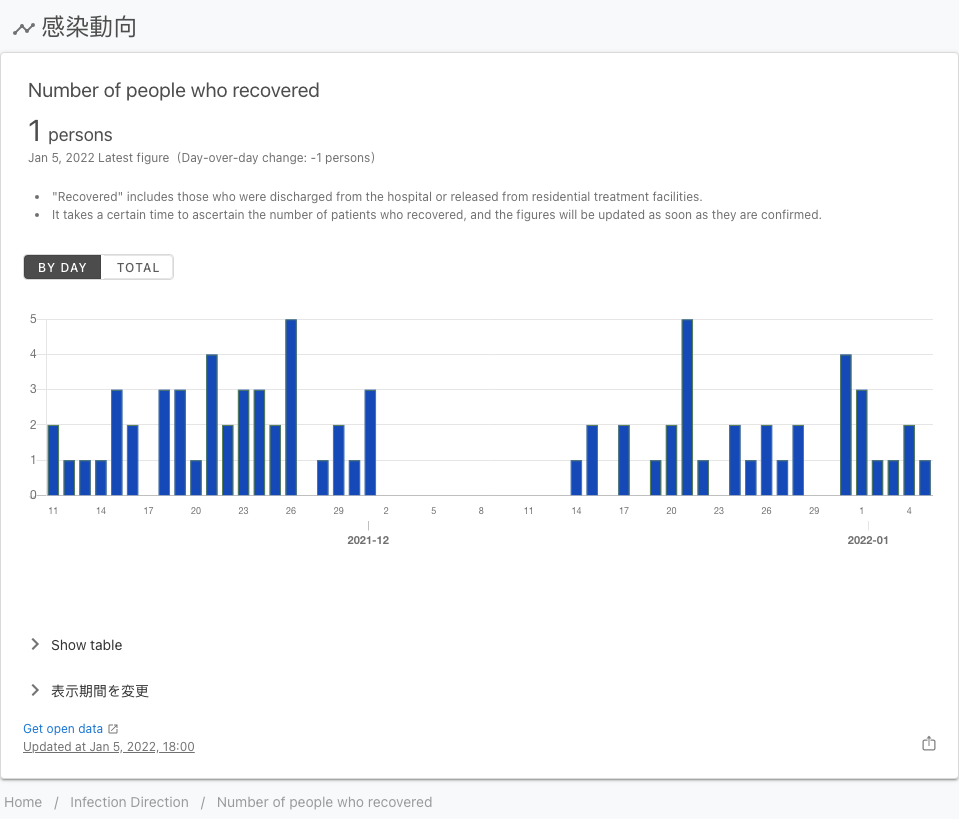 感染動向
Number of people who recovered
1 persons
Jan 5, 2022 Latest figure (Day-over-day change: -1 persons)
• "Recovered" includes those who were discharged from the hospital or released from residential treatment facilities.
• It takes a certain time to ascertain the number of patients who recovered, and the figures will be updated as soon as they are confirmed.
BY DAY TOTAL
5
4
3
2
1
0
11 14 17 20 23 26 29 2 5 8 11 14 17 20 23 26 29 1 4
2021-12 2022-01
Show table
表示期間を変更
Get open data
Updated at Jan 5, 2022, 18:00
Home / Infection Direction / Number of people who recovered